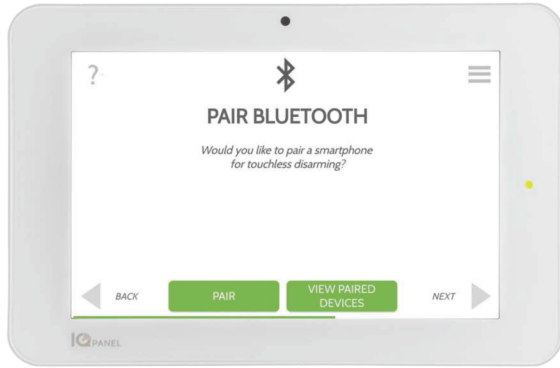 ?
PAIR BLUETOOTH
Would you like to pair a smartphone
for touchless disarming?
BACK
PAIR
VIEW PAIRED
DEVICES
NEXT
IQ PANEL